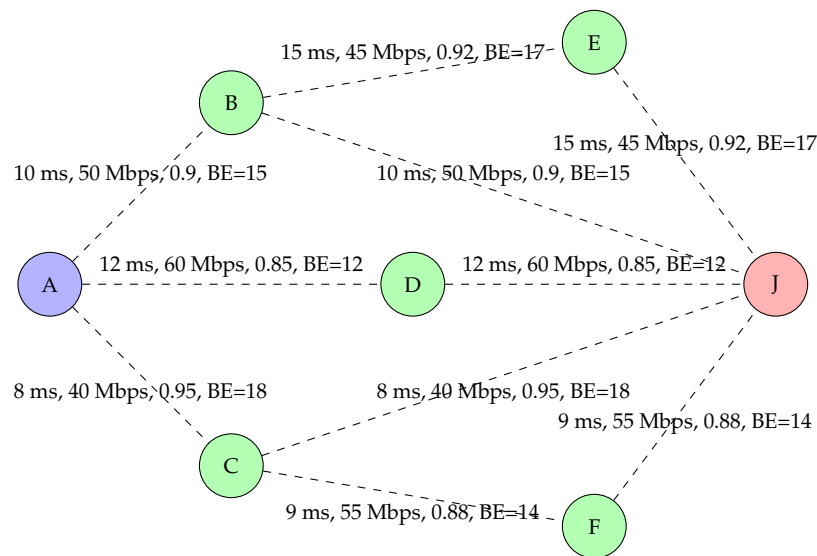 E
15 ms, 45 Mbps, 0.92, BE=17
B
15 ms, 45 Mbps, 0.92, BE=17
10 ms, 50 Mbps, 0.9, BE=15
10 ms, 50 Mbps, 0.9, BE=15
12 ms, 60 Mbps, 0.85, BE=12
12 ms, 60 Mbps, 0.85, BE=12
A
D
J
8 ms, 40 Mbps, 0.95, BE=18
8 ms, 40 Mbps, 0.95, BE=18
9 ms, 55 Mbps, 0.88, BE=14
C
9 ms, 55 Mbps, 0.88, BE=14
F